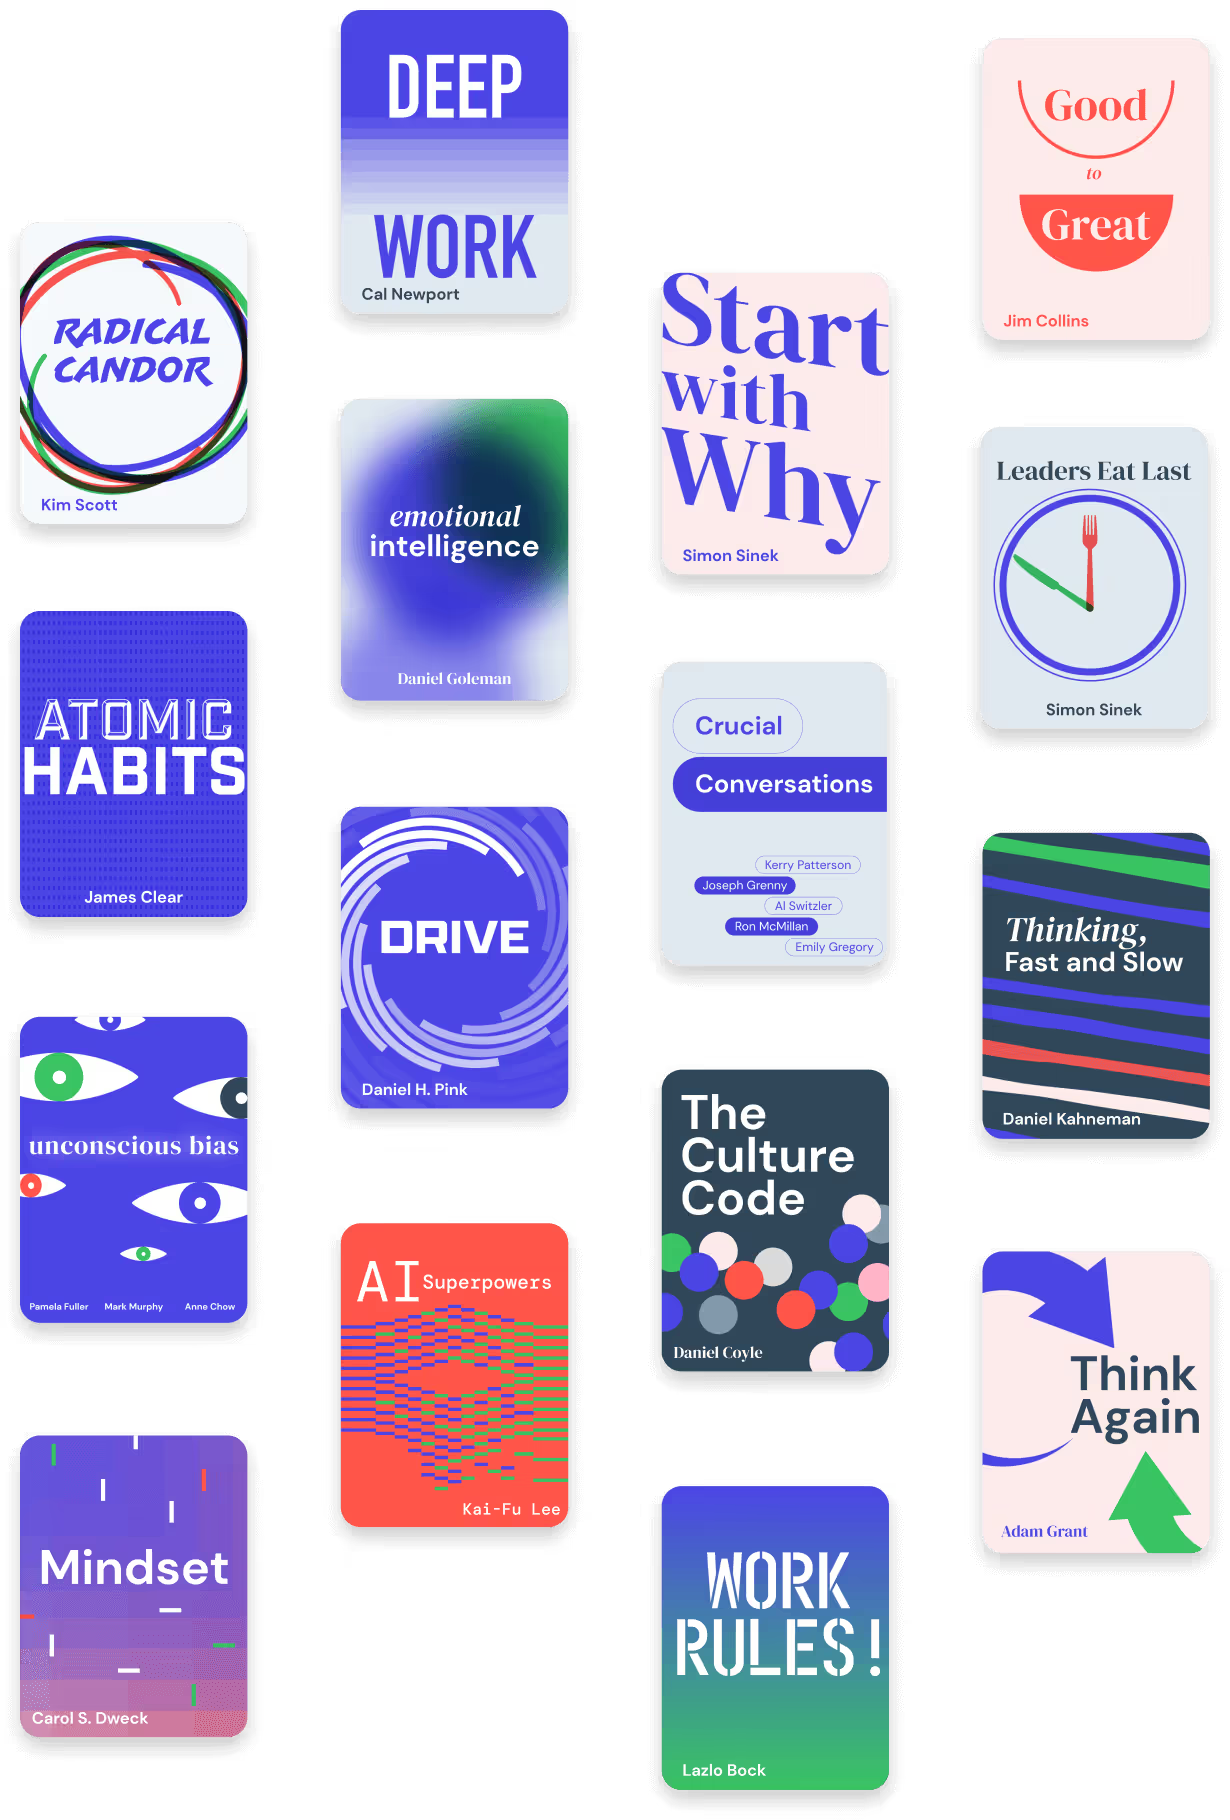 RADICAL
CANDOR
Kim Scott
ATOMIC
HABITS
James Clear
unconscious bias
Pamela Fuller Mark Murphy Anne Chow
Mindset
Carol S. Dweck
DEEP
WORK
Cal Newport
emotional
intelligence
Daniel Goleman
DRIVE
Daniel H. Pink
AI Superpowers
Kai-Fu Lee
Start
with
Why
Simon Sinek
Crucial
Conversations
Kerry Patterson
Joseph Grenny
Al Switzler
Ron McMillan
Emily Gregory
The
Culture
Code
Daniel Coyle
WORK
RULES!
Lazlo Bock
Good
to
Great
Jim Collins
Leaders Eat Last
Simon Sinek
Thinking,
Fast and Slow
Daniel Kahneman
Think
Again
Adam Grant